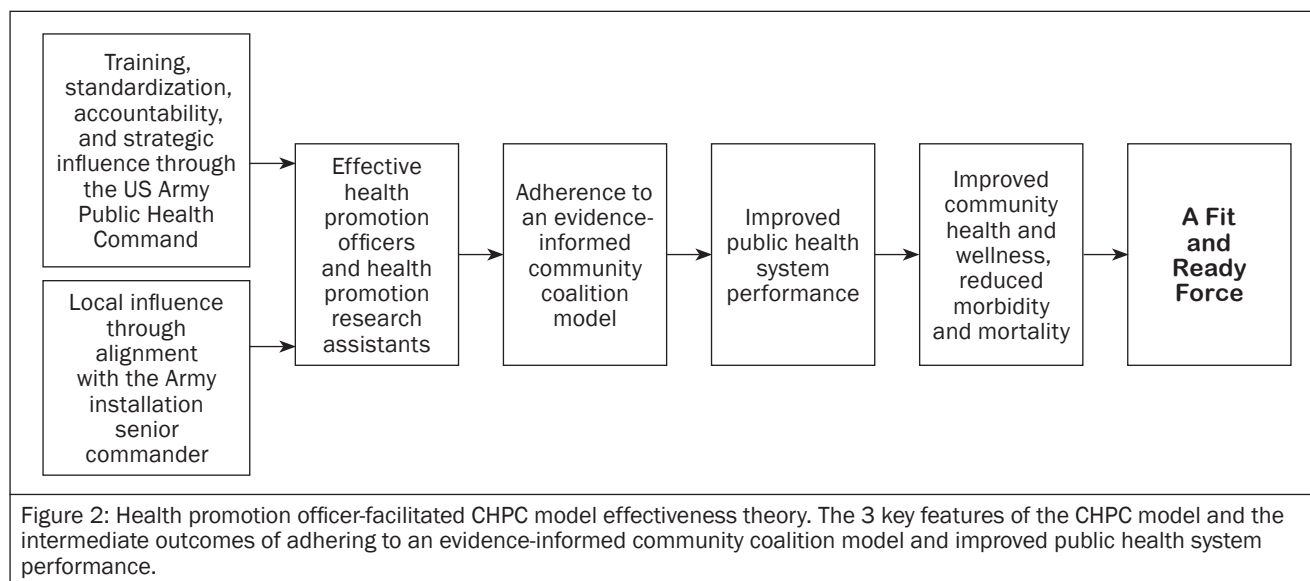 Training,
standardization,
accountability,
and strategic
influence through
the US Army
Public Health
Command
Local influence
through
alignment
with the Army
installation
senior
commander
Effective
health
promotion
officers
and health
promotion
research
assistants
Adherence to
an evidence-
informed
community
coalition
model
Improved
public health
system
performance
Improved
community
health and
wellness,
reduced
morbidity
and mortality
A Fit
and
Ready
Force
Figure 2: Health promotion officer-facilitated CHPC model effectiveness theory. The 3 key features of the CHPC model and the
intermediate outcomes of adhering to an evidence-informed community coalition model and improved public health system
performance.